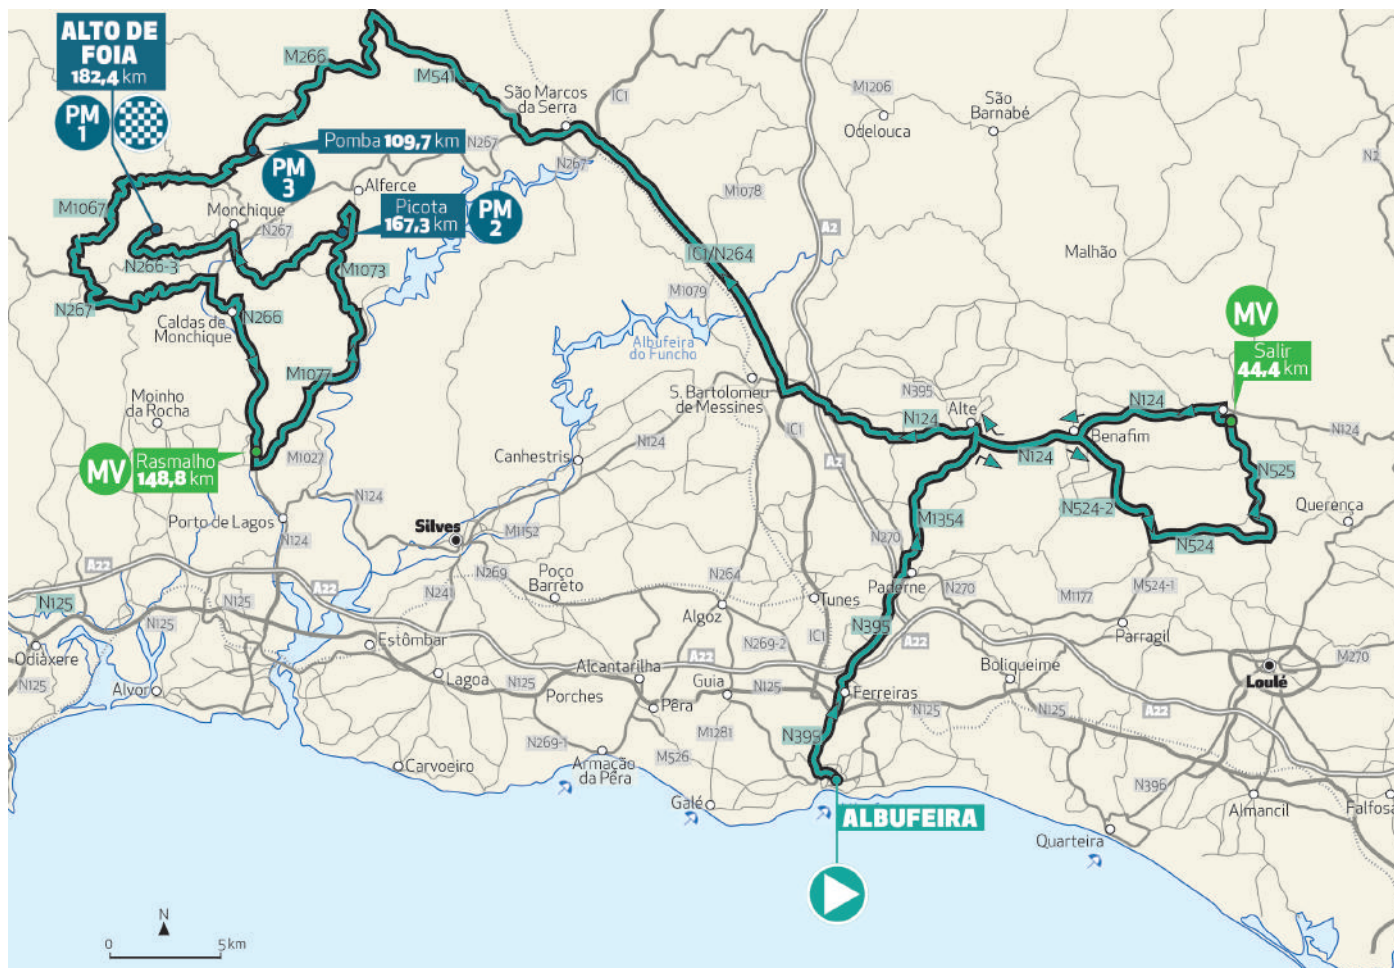 ALTO DE
FOIA
182,4 km
PM
1
M266
M541
São Marcos
da Serra
IC1
M1206
Odelouca
São
Barnabé
N2
Pomba 109,7 km
N267
N267
PM
3
Alferce
M1078
M1067
Monchique
N267
Picota
167,3 km
PM
2
A2
N266-3
M1073
IC1/N264
Malhão
M1079
N267
N266
Caldas de
Monchique
Albufeira
do Funcho
MV
Salir
44,4 km
M1077
Moinho
da Rocha
S. Bartolomeu
de Messines
N395
N124
Alte
N124
Benafim
N124
N124
N124
IC1
MV
Rasmalho
148,8 km
M1027
Canhestris
A2
N525
N124
Porto de Lagos
N124
Silves
M1152
M1354
N524-2
N524
Querença
N270
A22
A22
N125
N125
N125
N241
N269
Poço
Barreto
N264
Algoz
Tunes
Paderne
N270
M1177
M524-1
Parragil
IC1
N395
N269-2
A22
Odiáxere
N125
Estômbar
Alcantarilha
A22
Boliqueime
M270
Loulé
Alvor
Lagoa
N125
Porches
Guia
N125
Ferreiras
N125
N125
A22
Pêra
M1281
N395
N269-1
M526
Carvoeiro
Armação
da Pêra
Galé
N396
Almancil
Falfosa
ALBUFEIRA
Quarteira
N
0
5km